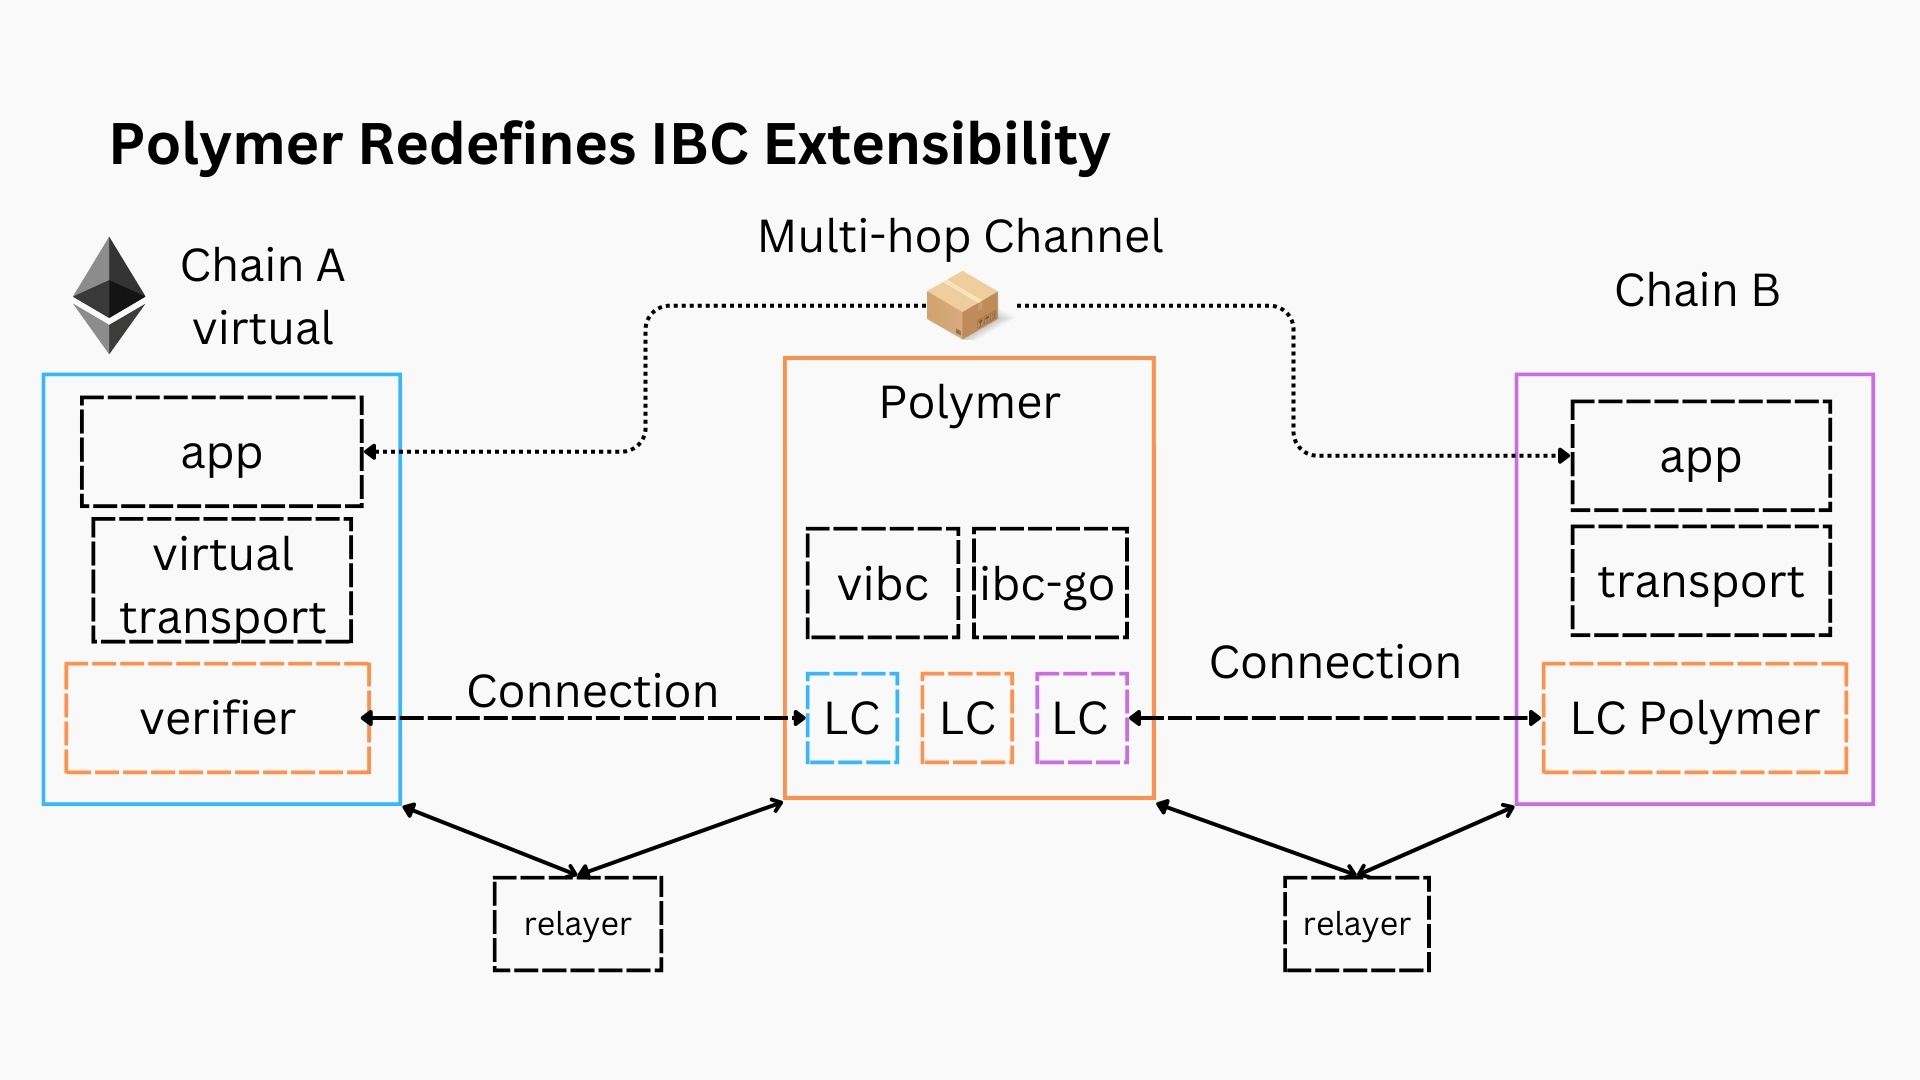 Polymer Redefines IBC Extensibility
Multi-hop Channel
Chain A
virtual
Chain B
app
virtual
transport
verifier
Connection
Polymer
vibc
ibc-go
LC
LC
LC
Connection
app
transport
LC Polymer
relayer
relayer